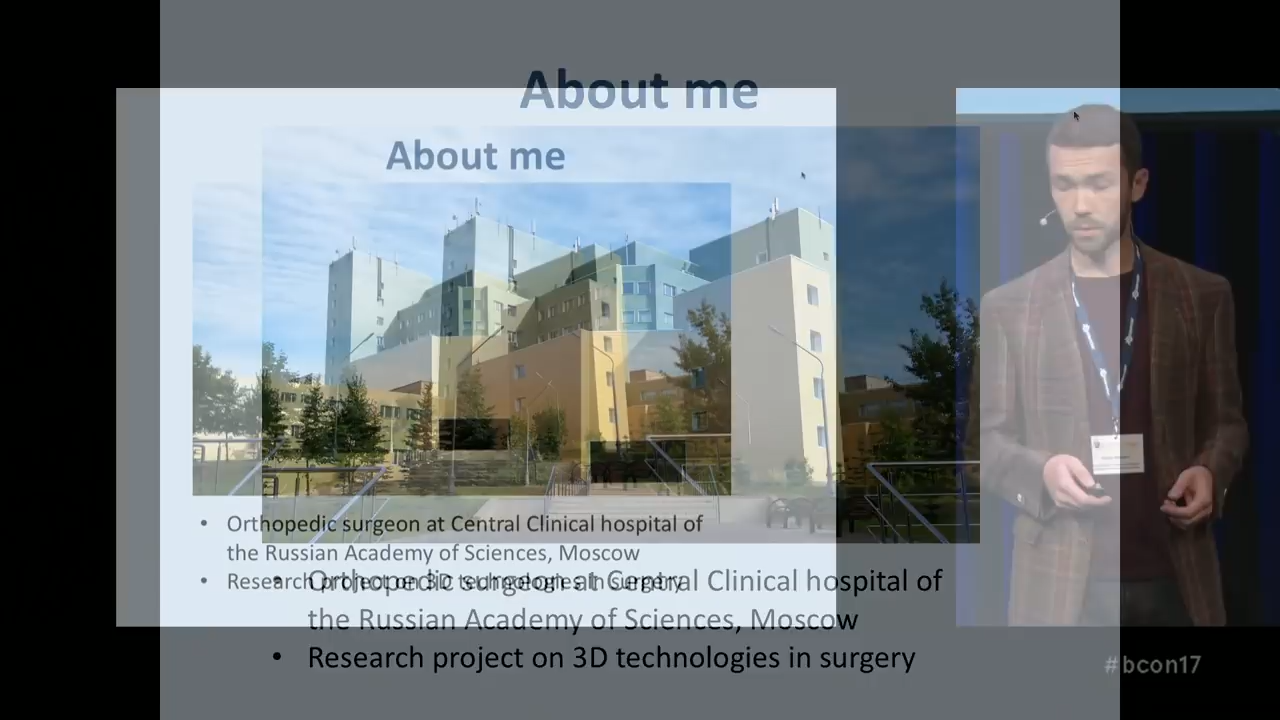 About me
About me
• Orthopedic surgeon at Central Clinical hospital of
the Russian Academy of Sciences, Moscow
• Research project on 3D technologies in surgery
• Orthopedic surgeon at Central Clinical hospital of
the Russian Academy of Sciences, Moscow
• Research project on 3D technologies in surgery
#bcon17